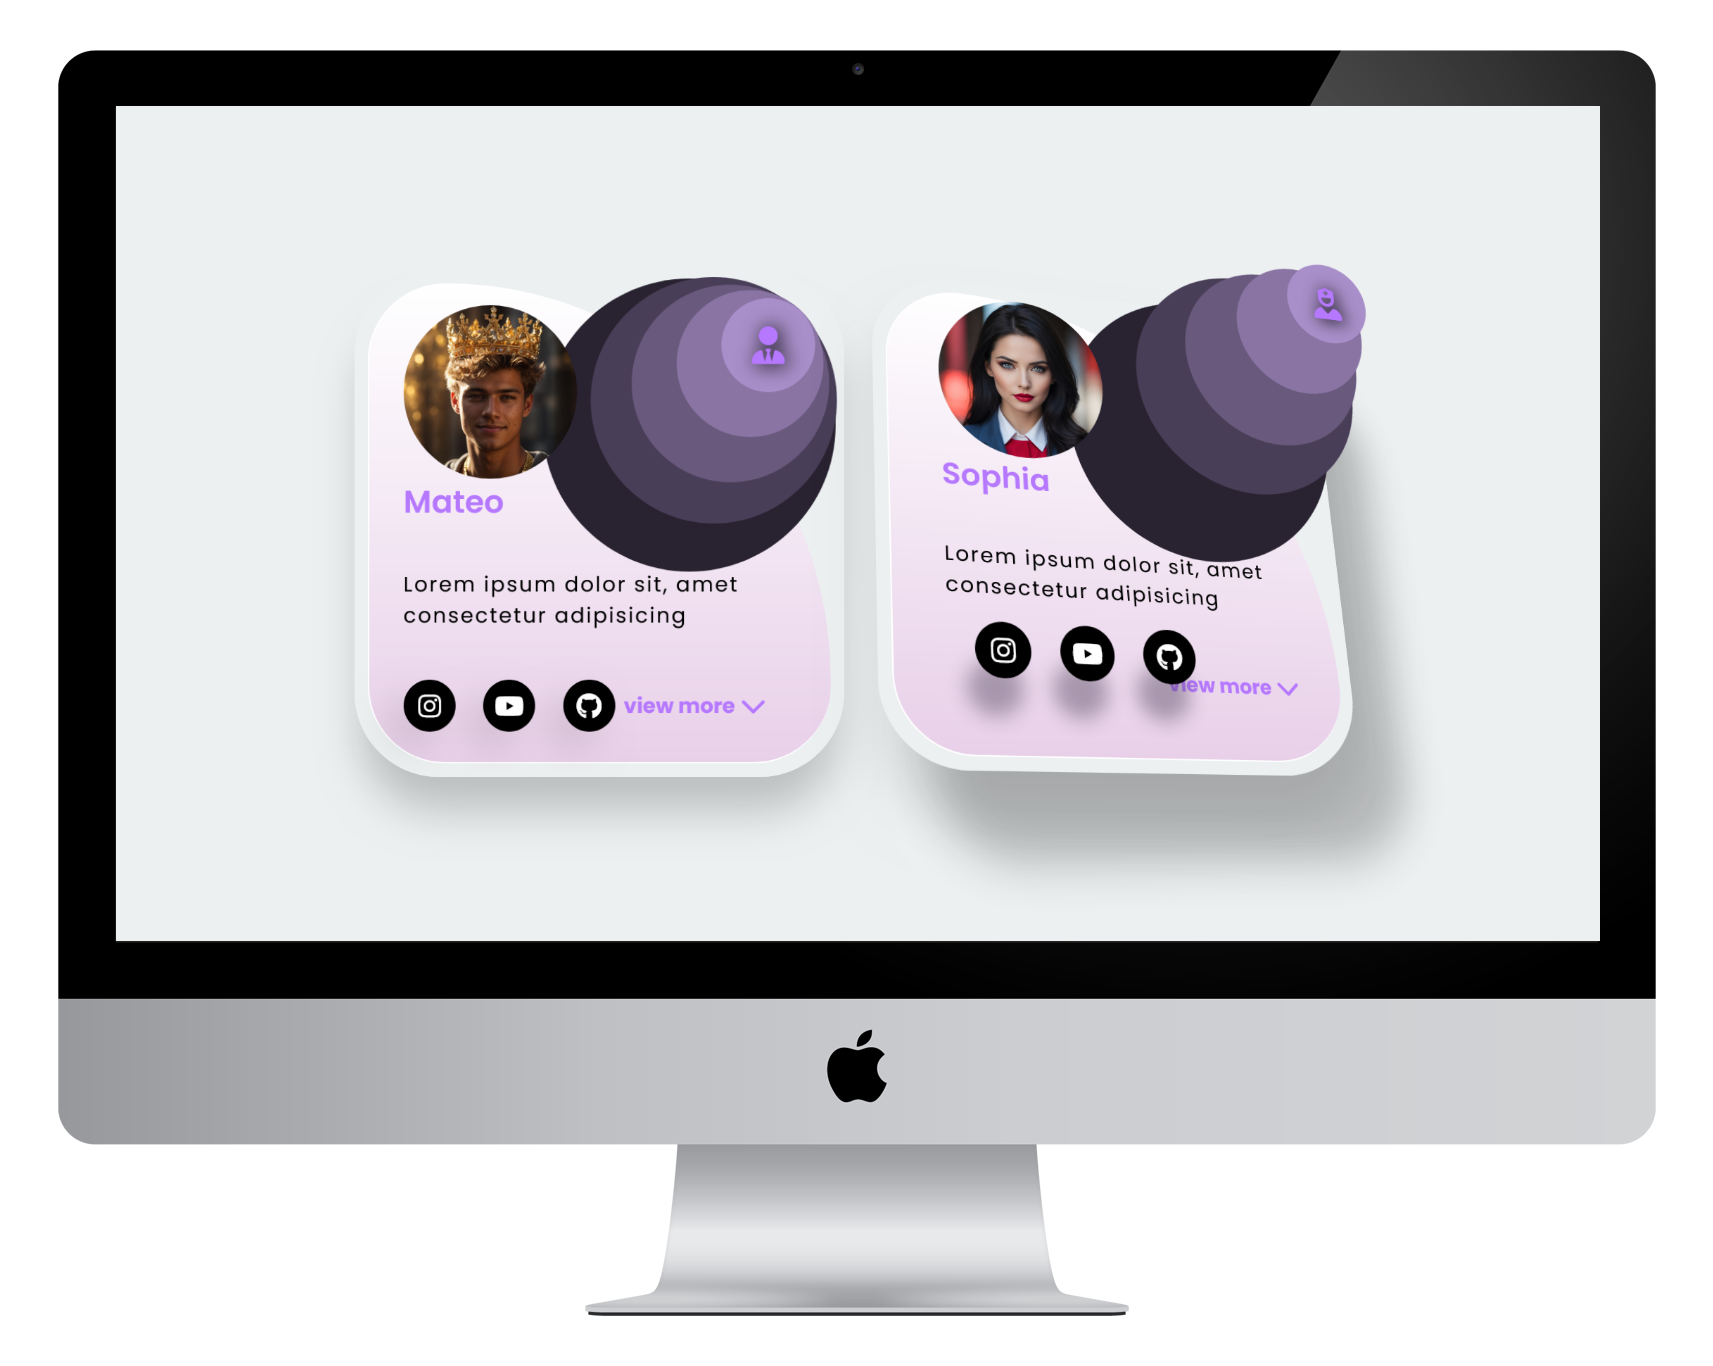 Mateo
Lorem ipsum dolor sit, amet
consectetur adipisicing
view more
Sophia
Lorem ipsum dolor sit, amet
consectetur adipisicing
view more